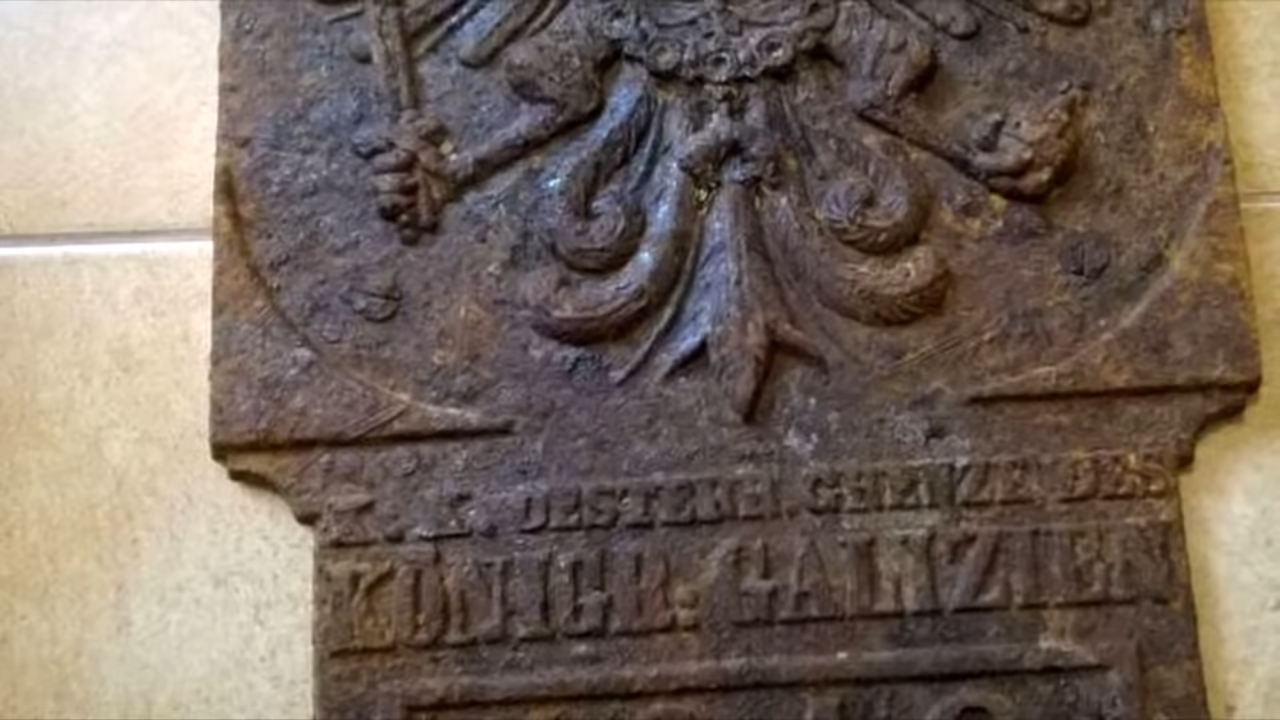 K. K. OESTERR. GRENZE DES
KÖNIGR. GALIZIEN